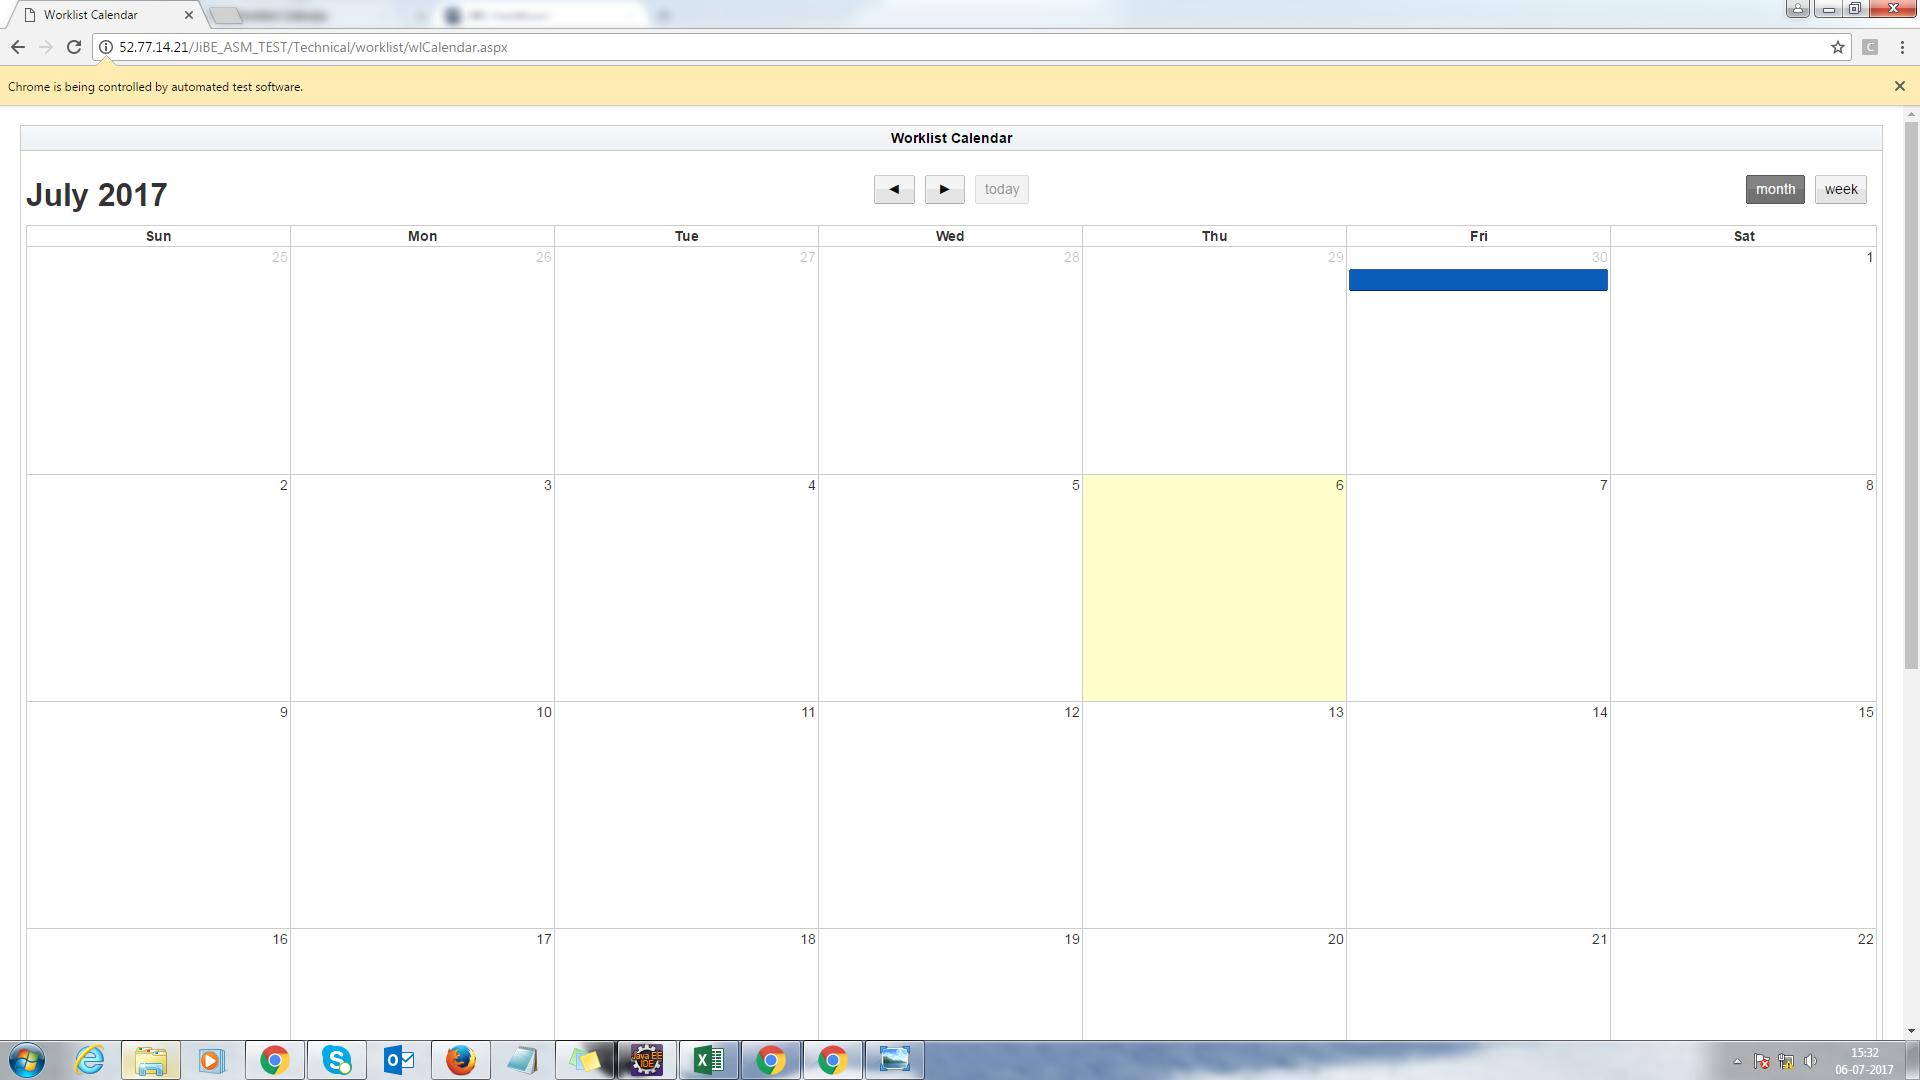 Worklist Calendar
52.77.14.21/JiBE_ASM_TEST/Technical/worklist/wlCalendar.aspx
C
Chrome is being controlled by automated test software.
Worklist Calendar
July 2017
today
month week
Sun Mon Tue Wed Thu Fri Sat
25 26 27 28 29 30 1
2 3 4 5 6 7 8
9 10 11 12 13 14 15
16 17 18 19 20 21 22
Java EE
IDE
15:32
06-07-2017